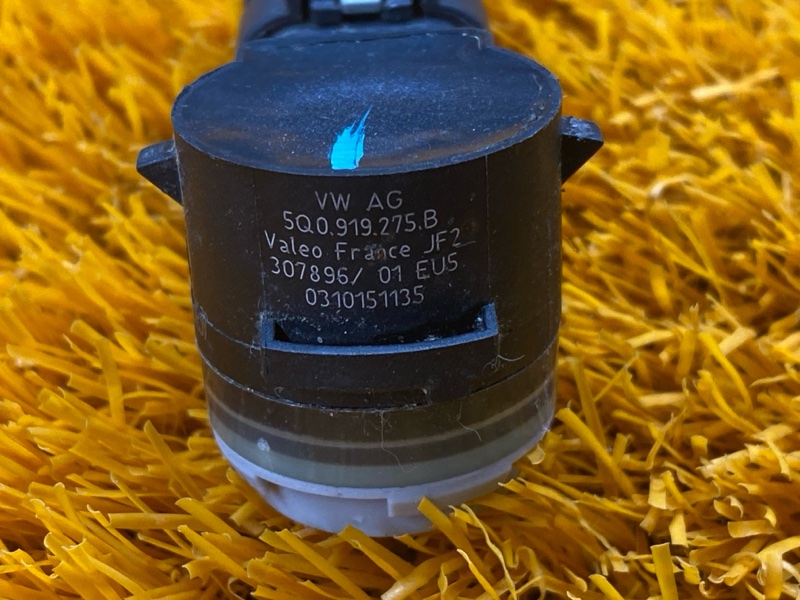 VW AG
5Q0.919.275.B
Valeo France JF2
307896/ 01 EU5
0310151135